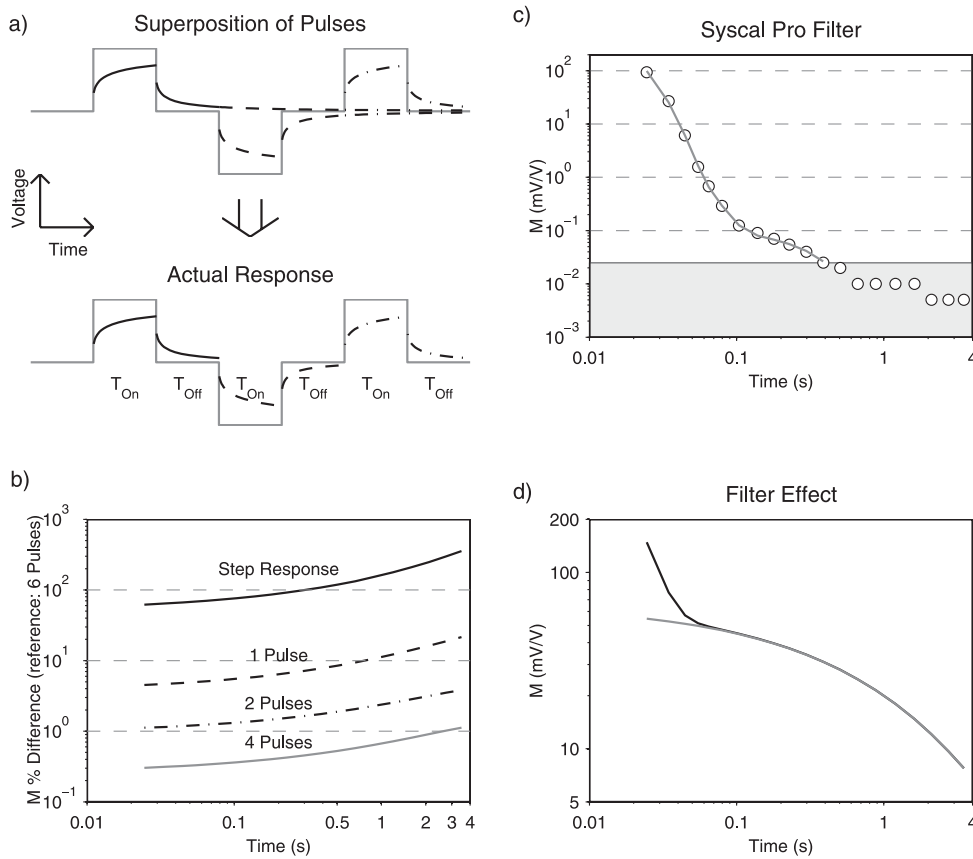 a)
Superposition of Pulses
Voltage
Time
Actual Response
T_On T_Off T_On T_Off T_On T_Off
b)
M % Difference (reference: 6 Pulses)
10^3
10^2
10^1
10^0
10^-1
Step Response
1 Pulse
2 Pulses
4 Pulses
0.01 0.1 0.5 1 2 3 4
Time (s)
c)
Syscal Pro Filter
M (mV/V)
10^2
10^1
10^0
10^-1
10^-2
10^-3
0.01 0.1 1 4
Time (s)
d)
Filter Effect
M (mV/V)
200
100
10
5
0.01 0.1 1 4
Time (s)